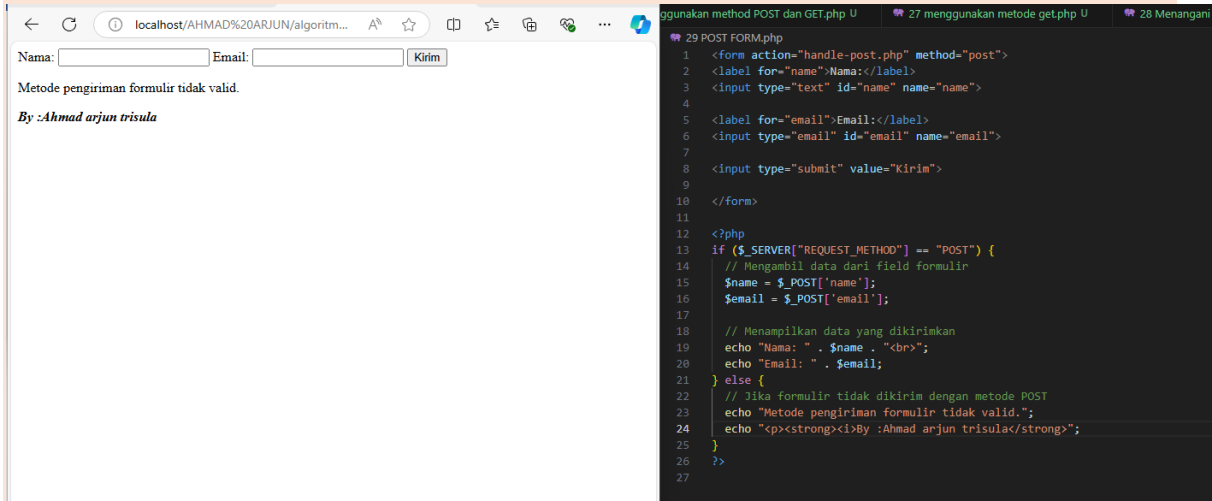 localhost/AHMAD%20ARJUN/algoritm...
Nama:
Email:
Kirim
Metode pengiriman formulir tidak valid.
By :Ahmad arjun trisula
ggunakan method POST dan GET.php U
27 menggunakan metode get.php U
28 Menangani
29 POST FORM.php
1 <form action="handle-post.php" method="post">
2 <label for="name">Nama:</label>
3 <input type="text" id="name" name="name">
4
5 <label for="email">Email:</label>
6 <input type="email" id="email" name="email">
7
8 <input type="submit" value="Kirim">
9
10 </form>
11
12 <?php
13 if ($_SERVER["REQUEST_METHOD"] == "POST") {
14 // Mengambil data dari field formulir
15 $name = $_POST['name'];
16 $email = $_POST['email'];
17
18 // Menampilkan data yang dikirimkan
19 echo "Nama: " . $name . "<br>";
20 echo "Email: " . $email;
21 } else {
22 // Jika formulir tidak dikirim dengan metode POST
23 echo "Metode pengiriman formulir tidak valid.";
24 echo "<p><strong><i>By :Ahmad arjun trisula</strong>";
25 }
26 ?>
27